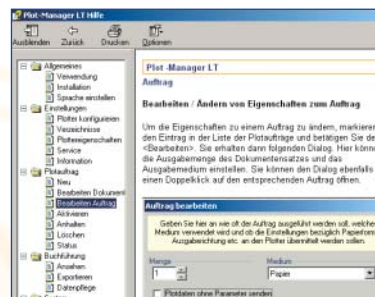 Plot-Manager LT Hilfe
Ausblenden Zurück Drucken Optionen
Allgemeines
Verwendung
Installation
Sprache einstellen
Einstellungen
Plotter konfigurieren
Verzeichnisse
Plottereigenschaften
Service
Information
Plotauftrag
Neu
Bearbeiten Dokument
Bearbeiten Auftrag
Aktivieren
Anhalten
Löschen
Status
Buchführung
Ansehen
Exportieren
Datenpflege
Plot -Manager LT
Auftrag
Bearbeiten / Ändern von Eigenschaften zum Auftrag
Um die Eigenschaften zu einem Auftrag zu ändern, markieren
den Eintrag in der Liste der Plotaufträge und betätigen Sie de
<Bearbeiten>. Sie erhalten dann folgenden Dialog. Hier könne
die Ausgabemenge des Dokumentensatzes und das
Ausgabemedium einstellen. Sie können den Dialog ebenfalls
einen Doppelklick auf den entsprechenden Auftrag öffnen.
Auftrag bearbeiten
Geben Sie hier an wie oft der Auftrag ausgeführt werden soll, welche
Medium verwendet wird und ob die Einstellungen bezüglich Papierform
Ausgaberichtung etc. an den Plotter übermittelt werden sollen.
Menge Medium
1 Papier
Plotdaten ohne Parameter senden